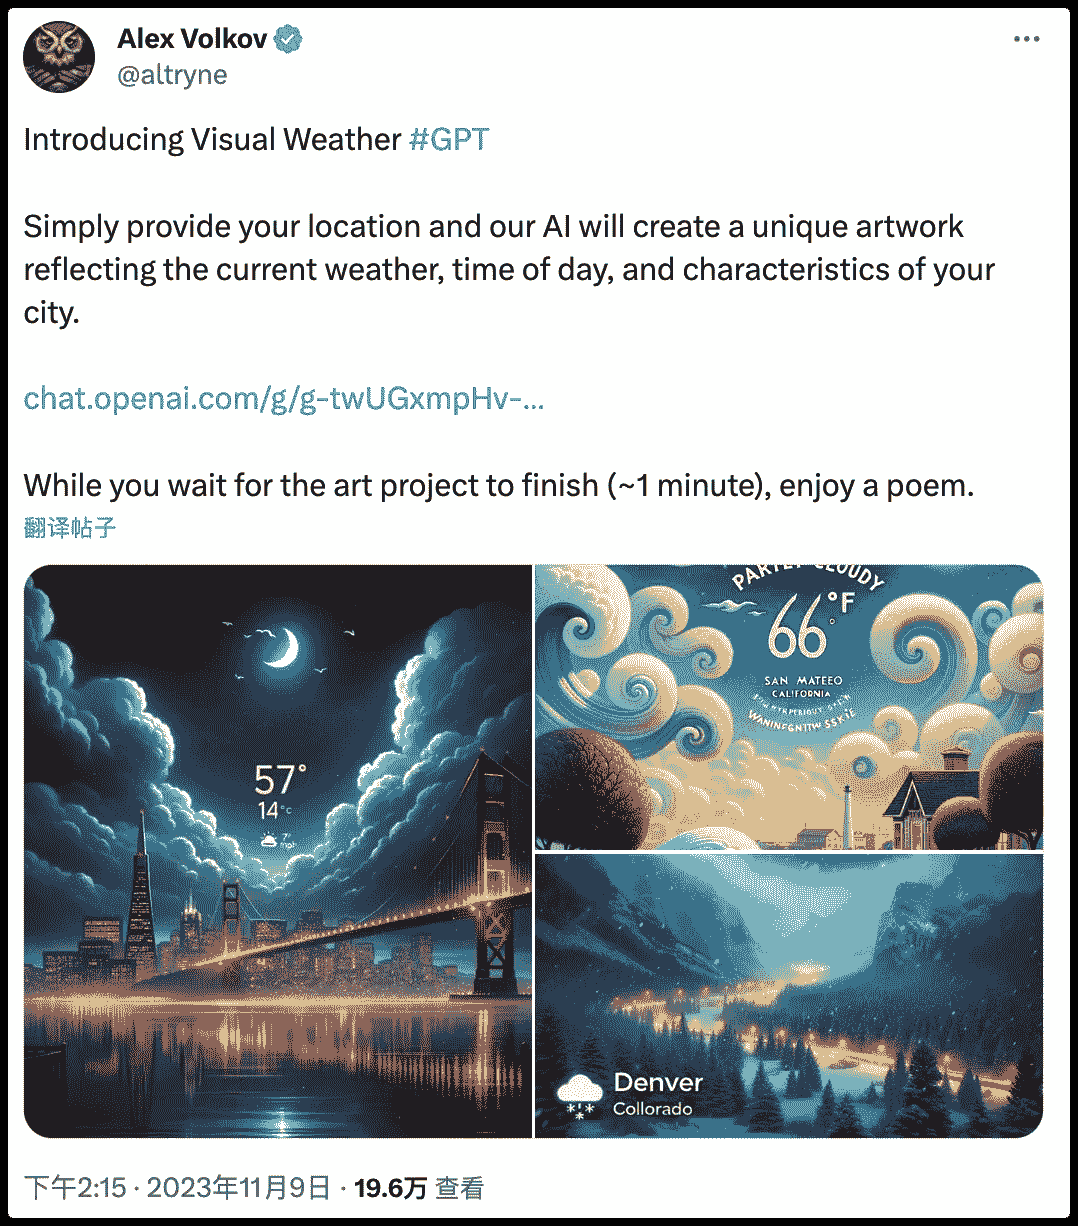 Alex Volkov
@altryne
Introducing Visual Weather #GPT
Simply provide your location and our AI will create a unique artwork
reflecting the current weather, time of day, and characteristics of your
city.
chat.openai.com/g/g-twUGxmpHv-...
While you wait for the art project to finish (~1 minute), enjoy a poem.
翻译帖子
57°
14°c
7°
mph
PARTLY CLOUDY
66°F
SAN MATEEO
CALIFORNIA
Denver
Collorado
下午2:15 · 2023年11月9日 · 19.6万 查看